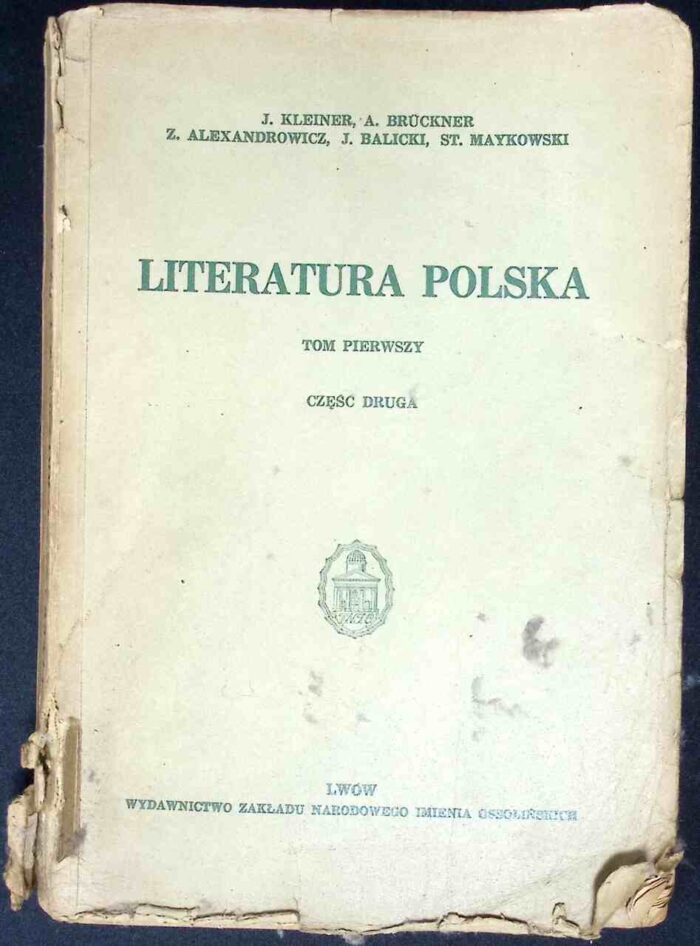 J. KLEINER, A. BRÜCKNER
Z. ALEXANDROWICZ, J. BALICKI, ST. MAYKOWSKI
LITERATURA POLSKA
TOM PIERWSZY
CZĘŚC DRUGA
LWÓW
WYDAWNICTWO ZAKŁADU NARODOWEGO IMIENIA OSSOLIŃSKICH